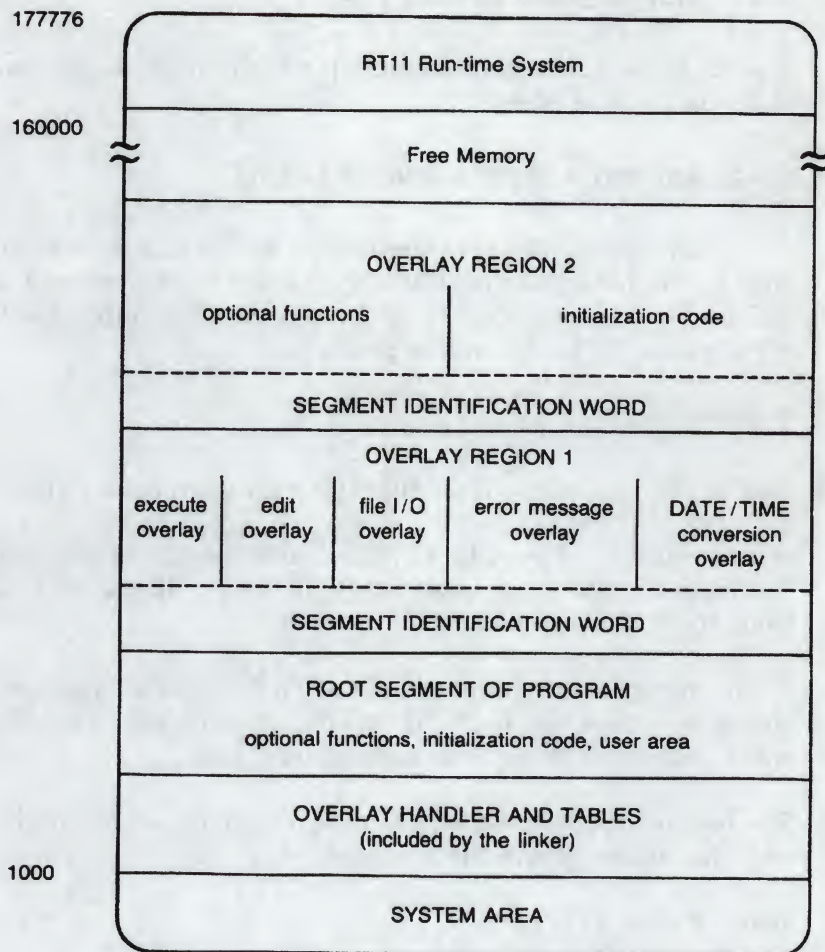 177776
RT11 Run-time System
160000
Free Memory
OVERLAY REGION 2
optional functions
initialization code
SEGMENT IDENTIFICATION WORD
OVERLAY REGION 1
execute
overlay
edit
overlay
file I/O
overlay
error message
overlay
DATE/TIME
conversion
overlay
SEGMENT IDENTIFICATION WORD
ROOT SEGMENT OF PROGRAM
optional functions, initialization code, user area
OVERLAY HANDLER AND TABLES
(included by the linker)
1000
SYSTEM AREA